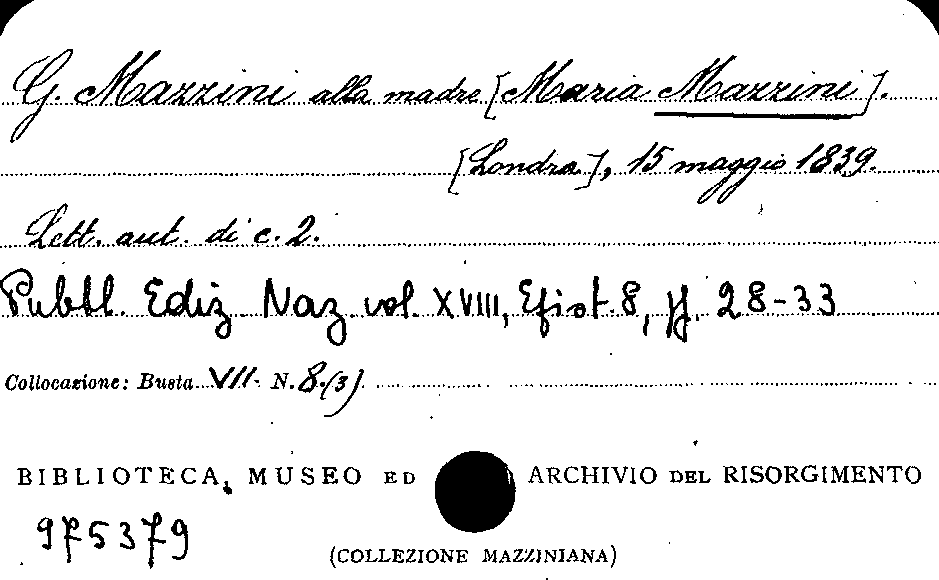 G. Mazzini alla madre [Maria Mazzini].
[Londra], 15 maggio 1839.
Lett. aut. di c. 2.
Pubbl. Ediz. Naz. vol. XVIII, Epist. 8, pp. 28-33
Collocazione: Busta VII. N. 8.(3)
BIBLIOTECA, MUSEO ED ARCHIVIO DEL RISORGIMENTO
975379
(COLLEZIONE MAZZINIANA)